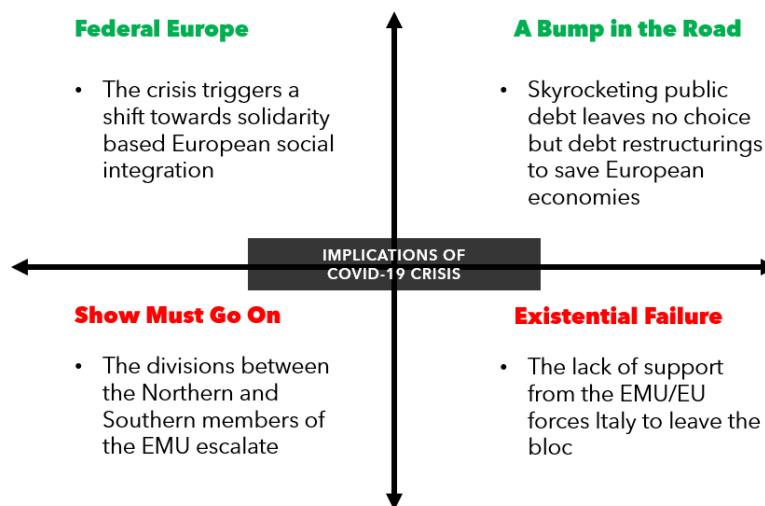 Federal Europe
• The crisis triggers a
shift towards solidarity
based European social
integration
A Bump in the Road
• Skyrocketing public
debt leaves no choice
but debt restructurings
to save European
economies
IMPLICATIONS OF
COVID-19 CRISIS
Show Must Go On
• The divisions between
the Northern and
Southern members of
the EMU escalate
Existential Failure
• The lack of support
from the EMU/EU
forces Italy to leave the
bloc